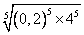 ⁵√((0,2)⁵ × 4⁵)